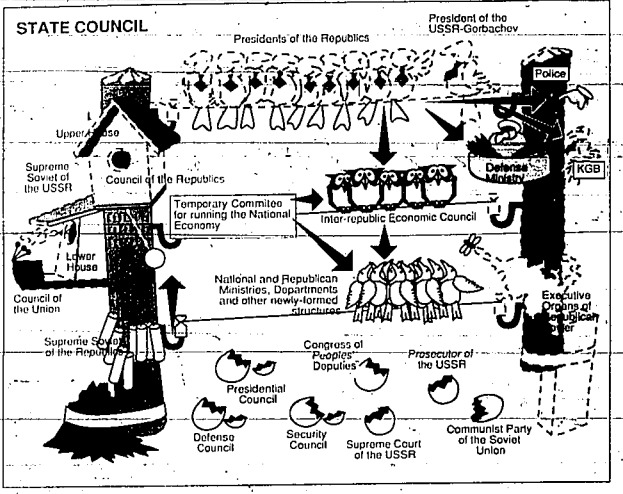 STATE COUNCIL
President of the
USSR-Gorbachev
Presidents of the Republics
Police
Upper House
Supreme
Soviet of
the USSR
Council of the Republics
Defense
Ministry
KGB
Temporary Commitee
for running the National
Economy
Inter-republic Economic Council
Lower
House
Council of
the Union
National and Republican
Ministries, Departments
and other newly-formed
structures
Executive
Organs of
Republican
Power
Supreme Soviets
of the Republics
Congress of
Peoples'
Deputies
Prosecutor of
the USSR
Presidential
Council
Defense
Council
Security
Council
Supreme Court
of the USSR
Communist Party
of the Soviet
Union